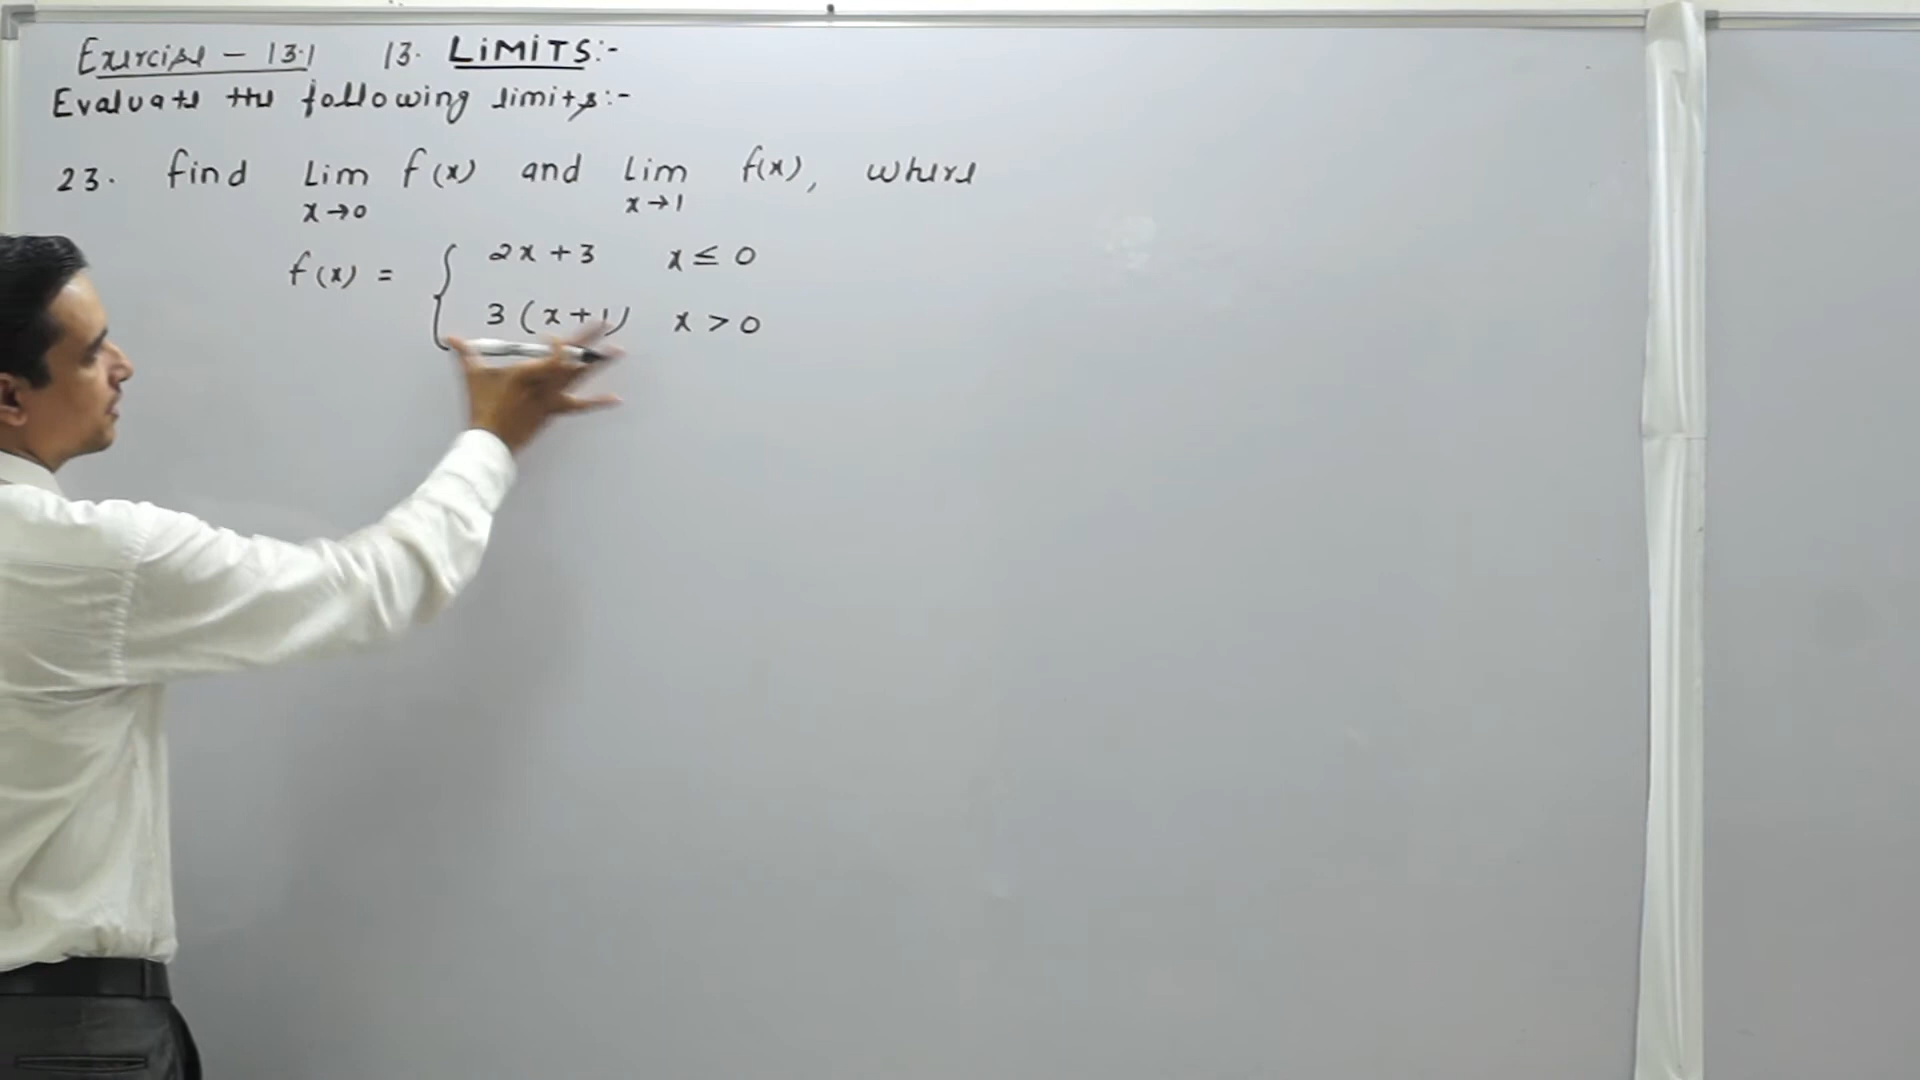 Exercise - 13.1 13. LiMiTS:-
Evaluate the following limits:-
23. find Lim f(x) and Lim f(x), where
x→0 x→1
f(x) = { 2x+3 x ≤ 0
3(x+1) x > 0